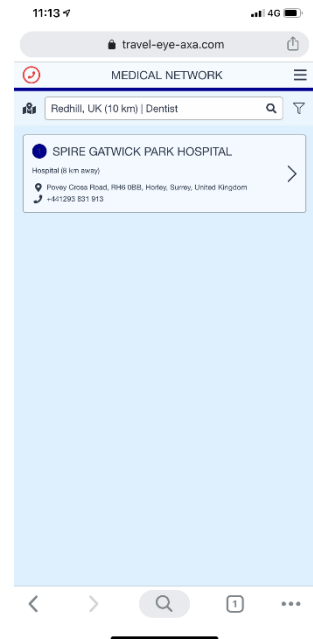 11:13
4G
travel-eye-axa.com
MEDICAL NETWORK
Redhill, UK (10 km) | Dentist
SPIRE GATWICK PARK HOSPITAL
Hospital (8 km away)
Povey Cross Road, RH6 0BB, Horley, Surrey, United Kingdom
+441293 831 913
1